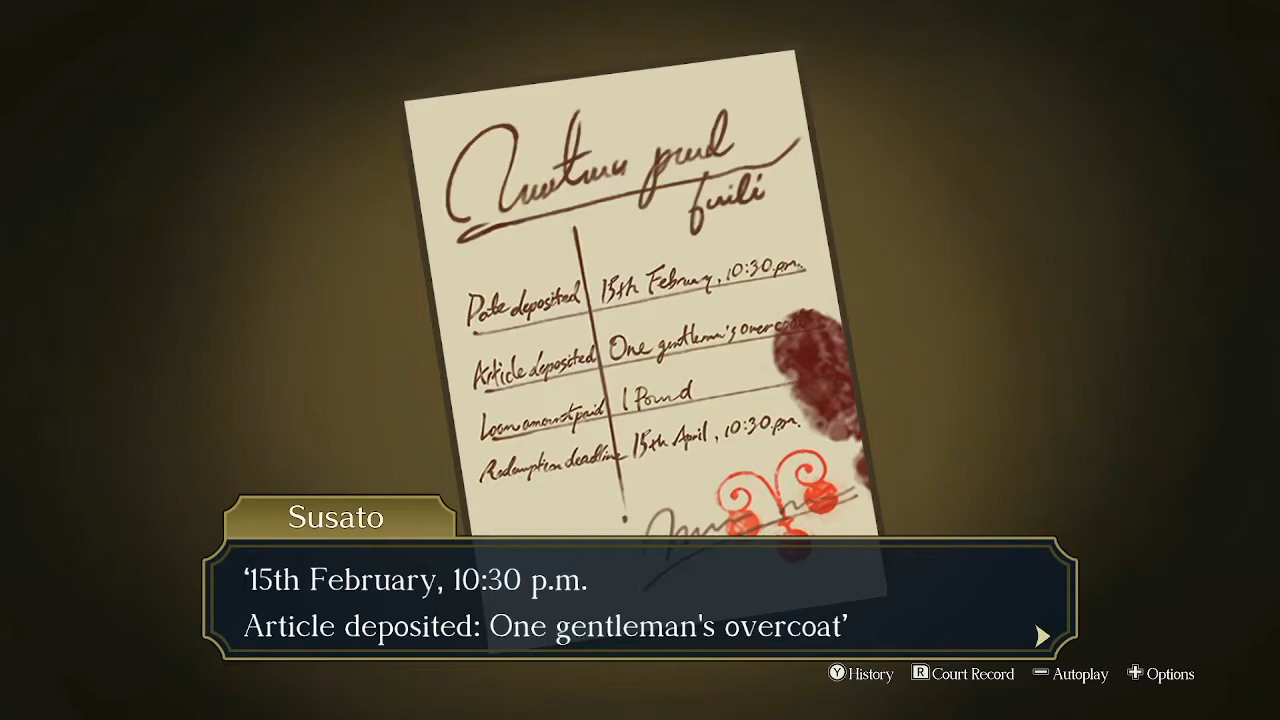 Date deposited 15th February, 10:30 p.m.
Article deposited One gentleman's overcoat
Loan amount paid 1 Pound
Redemption deadline 15th April, 10:30 p.m.
Susato
‘15th February, 10:30 p.m.
Article deposited: One gentleman's overcoat’
Y History R Court Record Autoplay Options